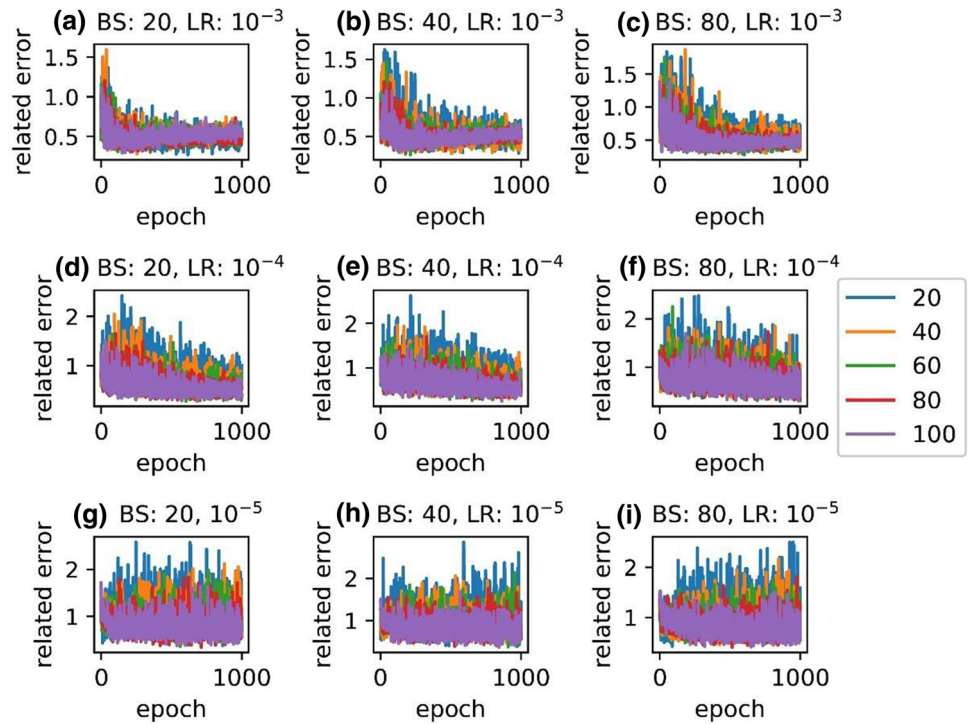 (a) BS: 20, LR: 10⁻³
(b) BS: 40, LR: 10⁻³
(c) BS: 80, LR: 10⁻³
related error
1.5
1.0
0.5
0
1000
epoch
related error
1.5
1.0
0.5
0
1000
epoch
related error
1.5
1.0
0.5
0
1000
epoch
(d) BS: 20, LR: 10⁻⁴
(e) BS: 40, LR: 10⁻⁴
(f) BS: 80, LR: 10⁻⁴
related error
2
1
0
1000
epoch
related error
2
1
0
1000
epoch
related error
2
1
0
1000
epoch
20
40
60
80
100
(g) BS: 20, 10⁻⁵
(h) BS: 40, LR: 10⁻⁵
(i) BS: 80, LR: 10⁻⁵
related error
2
1
0
1000
epoch
related error
2
1
0
1000
epoch
related error
2
1
0
1000
epoch